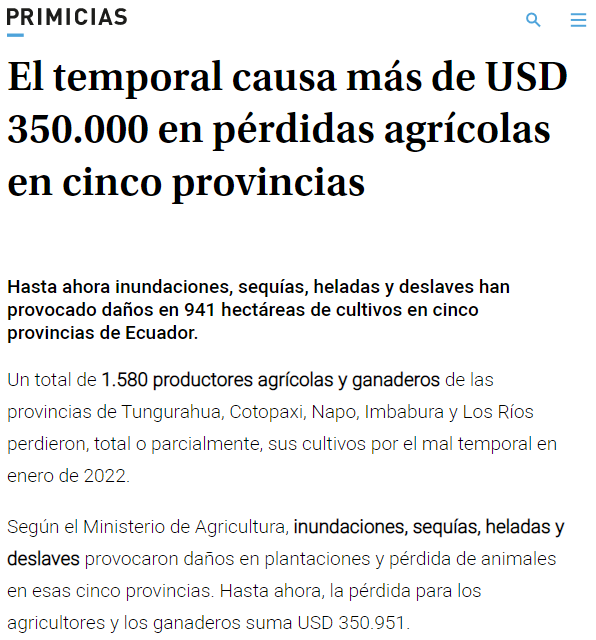 PRIMICIAS
El temporal causa más de USD
350.000 en pérdidas agrícolas
en cinco provincias
Hasta ahora inundaciones, sequías, heladas y deslaves han
provocado daños en 941 hectáreas de cultivos en cinco
provincias de Ecuador.
Un total de 1.580 productores agrícolas y ganaderos de las
provincias de Tungurahua, Cotopaxi, Napo, Imbabura y Los Ríos
perdieron, total o parcialmente, sus cultivos por el mal temporal en
enero de 2022.
Según el Ministerio de Agricultura, inundaciones, sequías, heladas y
deslaves provocaron daños en plantaciones y pérdida de animales
en esas cinco provincias. Hasta ahora, la pérdida para los
agricultores y los ganaderos suma USD 350.951.